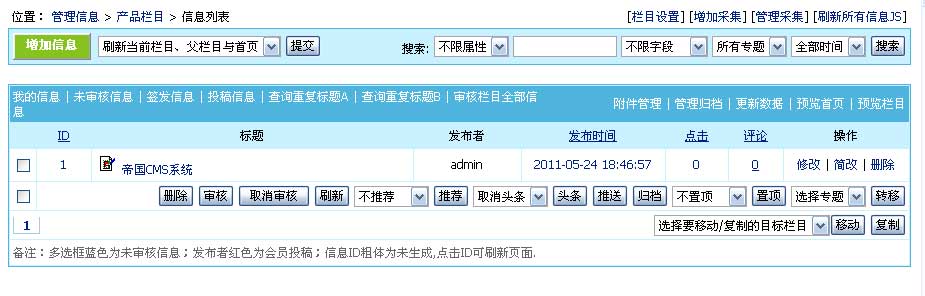 位置： 管理信息 > 产品栏目 > 信息列表 [栏目设置] [增加采集] [管理采集] [刷新所有信息JS]
增加信息 刷新当前栏目、父栏目与首页 提交 搜索: 不限属性 不限字段 所有专题 全部时间 搜索
我的信息 | 未审核信息 | 签发信息 | 投稿信息 | 查询重复标题A | 查询重复标题B | 审核栏目全部信
息
附件管理 | 管理归档 | 更新数据 | 预览首页 | 预览栏目
ID 标题 发布者 发布时间 点击 评论 操作
1 帝国CMS系统 admin 2011-05-24 18:46:57 0 0 修改 | 简改 | 删除
删除 审核 取消审核 刷新 不推荐 推荐 取消头条 头条 推送 归档 不置顶 置顶 选择专题 转移
1 选择要移动/复制的目标栏目 移动 复制
备注：多选框蓝色为未审核信息；发布者红色为会员投稿；信息ID粗体为未生成,点击ID可刷新页面.